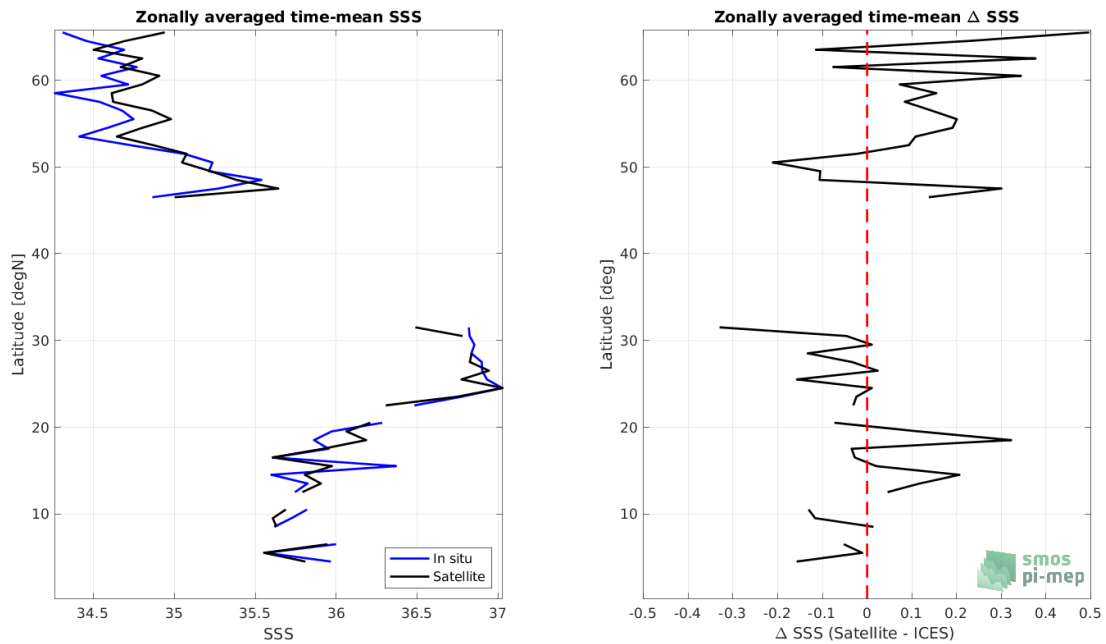 Zonally averaged time-mean SSS
Latitude [degN]
60
50
40
30
20
10
34.5
35
35.5
36
36.5
37
SSS
In situ
Satellite
Zonally averaged time-mean Δ SSS
Latitude [deg]
60
50
40
30
20
10
-0.5
-0.4
-0.3
-0.2
-0.1
0
0.1
0.2
0.3
0.4
0.5
Δ SSS (Satellite - ICES)
smos
pi-mep